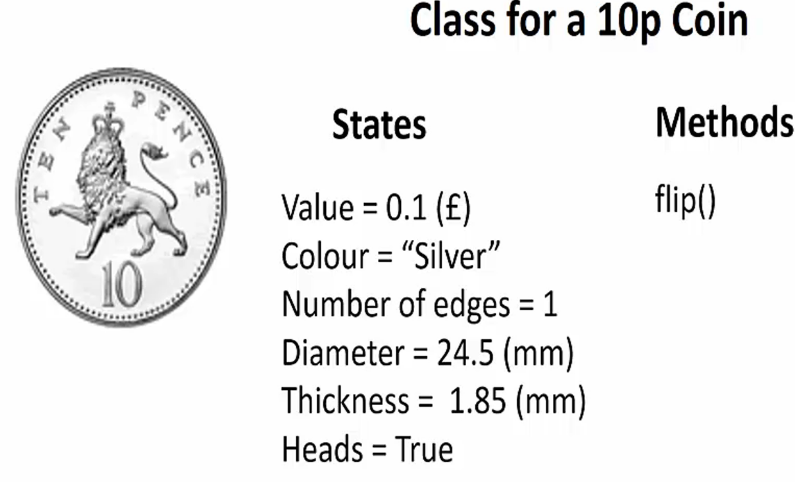 Class for a 10p Coin
TEN PENCE
10
States
Value = 0.1 (£)
Colour = “Silver”
Number of edges = 1
Diameter = 24.5 (mm)
Thickness = 1.85 (mm)
Heads = True
Methods
flip()